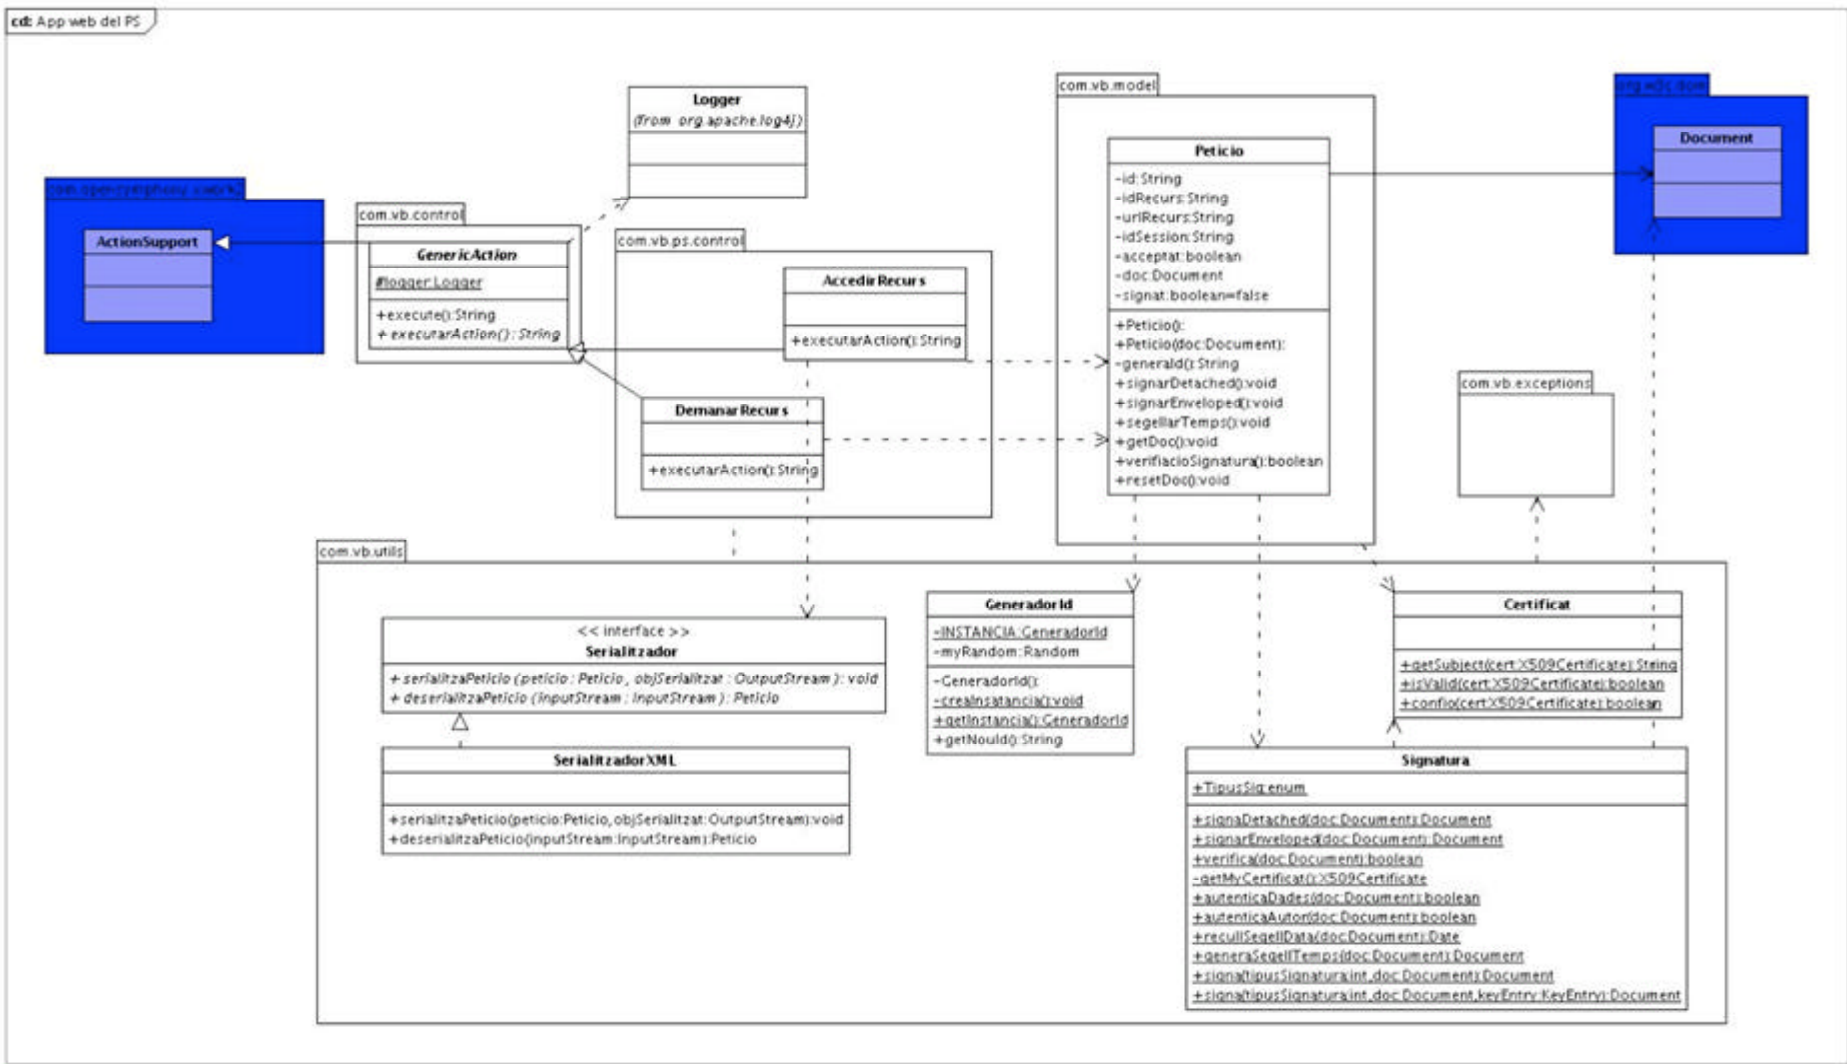 cd: App web del PS
Logger
(from org.apache.log4j)
com.vb.model
org.w3c.dom
Document
Peticio
-id:String
-idRecurs:String
-urlRecurs:String
-idSession:String
-acceptat:boolean
-doc:Document
-signat:boolean=false
+Peticio():
+Peticio(doc:Document):
-generaId():String
+signarDetached():void
+signarEnveloped():void
+segellarTemps():void
+getDoc():void
+verifiacioSignatura():boolean
+resetDoc():void
ActionSupport
com.vb.control
GenericAction
#logger:Logger
+execute():String
+ executarAction() : String
com.vb.ps.control
AccedirRecurs
+executarAction():String
DemanarRecurs
+executarAction():String
com.vb.exceptions
com.vb.utils
<< interface >>
Serialitzador
+ serialitzaPeticio (peticio : Peticio , objSerialitzat : OutputStream ) : void
+ deserialitzaPeticio (inputStream : InputStream ) : Peticio
SerialitzadorXML
+serialitzaPeticio(peticio:Peticio,objSerialitzat:OutputStream):void
+deserialitzaPeticio(inputStream:InputStream):Peticio
GeneradorId
-INSTANCIA:GeneradorId
-myRandom:Random
-GeneradorId():
-creaInsatancia():void
+getInstancia():GeneradorId
+getNouId():String
Certificat
+getSubject(cert:X509Certificate):String
+isValid(cert:X509Certificate):boolean
+confio(cert:X509Certificate):boolean
Signatura
+TipusSig:enum
+signaDetached(doc:Document):Document
+signarEnveloped(doc:Document):Document
+verifica(doc:Document):boolean
-getMyCertificat():X509Certificate
+autenticaDades(doc:Document):boolean
+autenticaAutor(doc:Document):boolean
+recullSegellData(doc:Document):Date
+generaSegellTemps(doc:Document):Document
+signa(tipusSignatura:int,doc:Document):Document
+signa(tipusSignatura:int,doc:Document,keyEntry:KeyEntry):Document